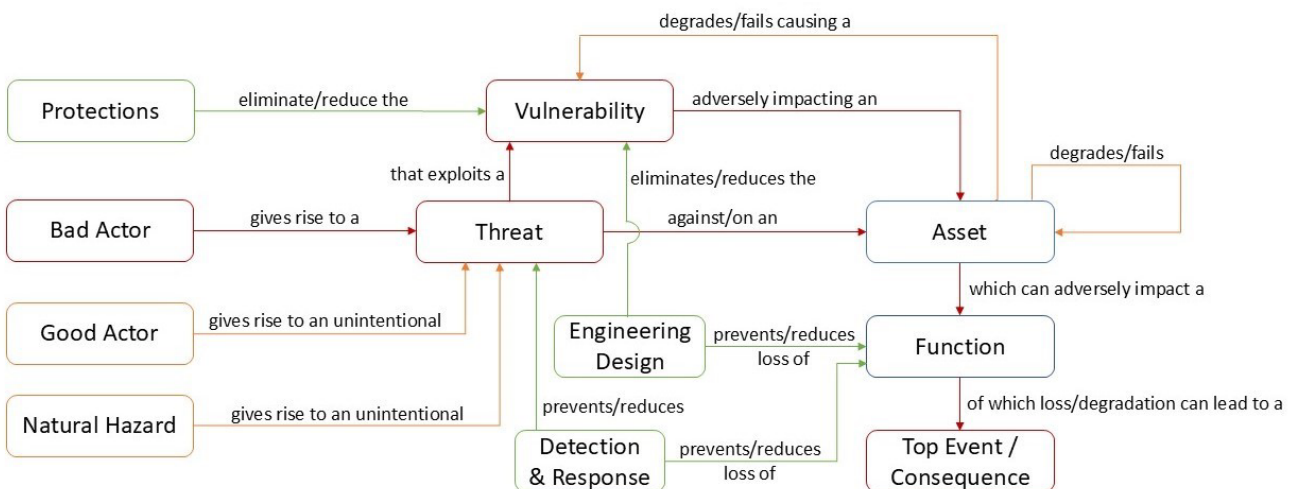 degrades/fails causing a
Protections
eliminate/reduce the
Vulnerability
adversely impacting an
degrades/fails
that exploits a
eliminates/reduces the
Bad Actor
gives rise to a
Threat
against/on an
Asset
which can adversely impact a
Good Actor
gives rise to an unintentional
Engineering
Design
prevents/reduces
loss of
Function
Natural Hazard
gives rise to an unintentional
prevents/reduces
of which loss/degradation can lead to a
Detection
& Response
prevents/reduces
loss of
Top Event /
Consequence